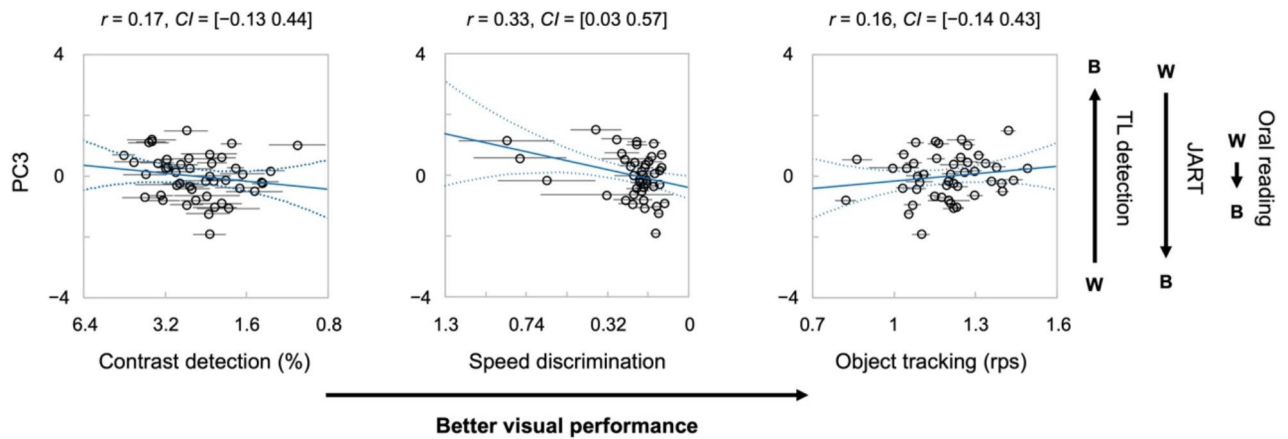 r = 0.17, CI = [−0.13 0.44]
r = 0.33, CI = [0.03 0.57]
r = 0.16, CI = [−0.14 0.43]
PC3
4
0
−4
6.4 3.2 1.6 0.8
Contrast detection (%)
4
0
−4
1.3 0.74 0.32 0
Speed discrimination
4
0
−4
0.7 1 1.3 1.6
Object tracking (rps)
B
TL detection
W
W
JART
B
W
Oral reading
B
Better visual performance